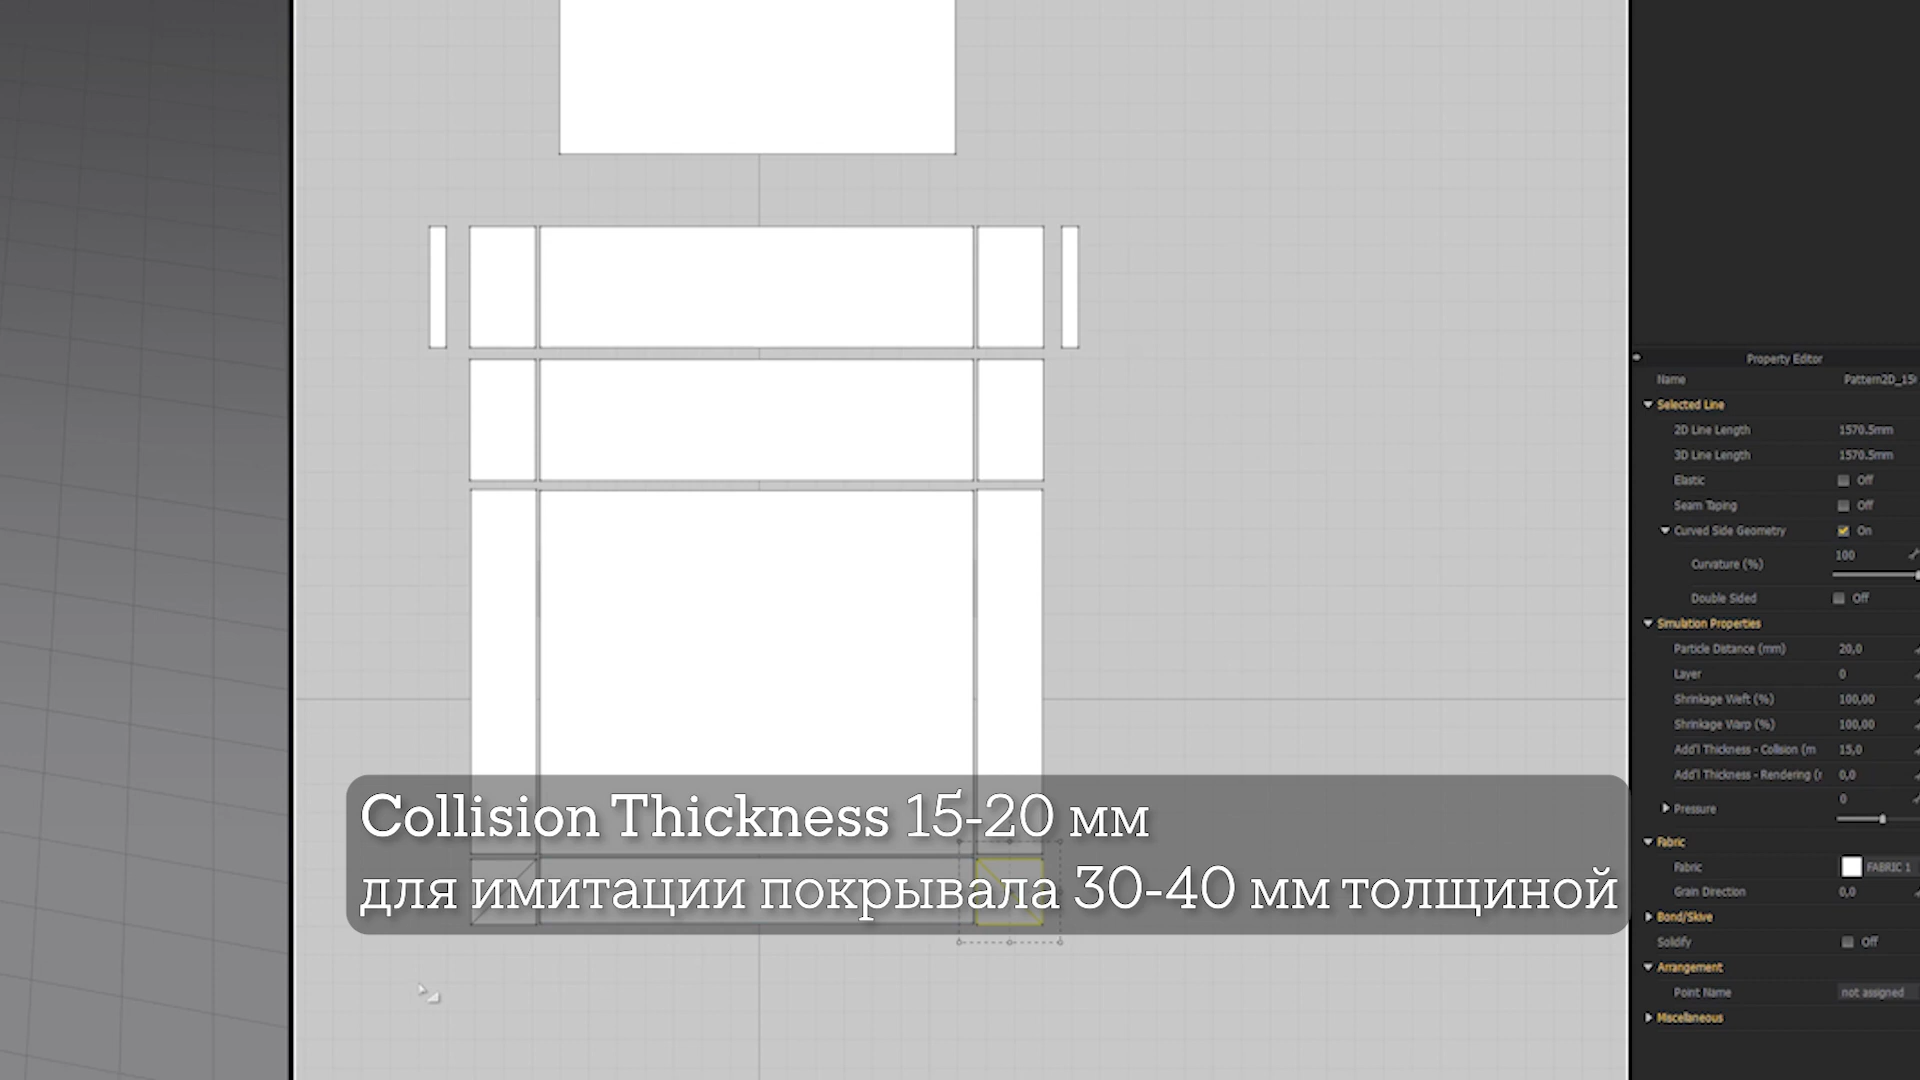 Property Editor
Name Pattern2D_15
Selected Line
2D Line Length 1570.5mm
3D Line Length 1570.5mm
Elastic Off
Seam Taping Off
Curved Side Geometry On
Curvature (%) 100
Double Sided Off
Simulation Properties
Particle Distance (mm) 20,0
Layer 0
Shrinkage Weft (%) 100,00
Shrinkage Warp (%) 100,00
Add'l Thickness - Collision (m 15,0
Add'l Thickness - Rendering (r 0,0
Pressure 0
Fabric
Fabric FABRIC 1
Grain Direction 0,0
Bond/Skive
Solidify Off
Arrangement
Point Name not assigned
Miscellaneous
Collision Thickness 15-20 мм
для имитации покрывала 30-40 мм толщиной